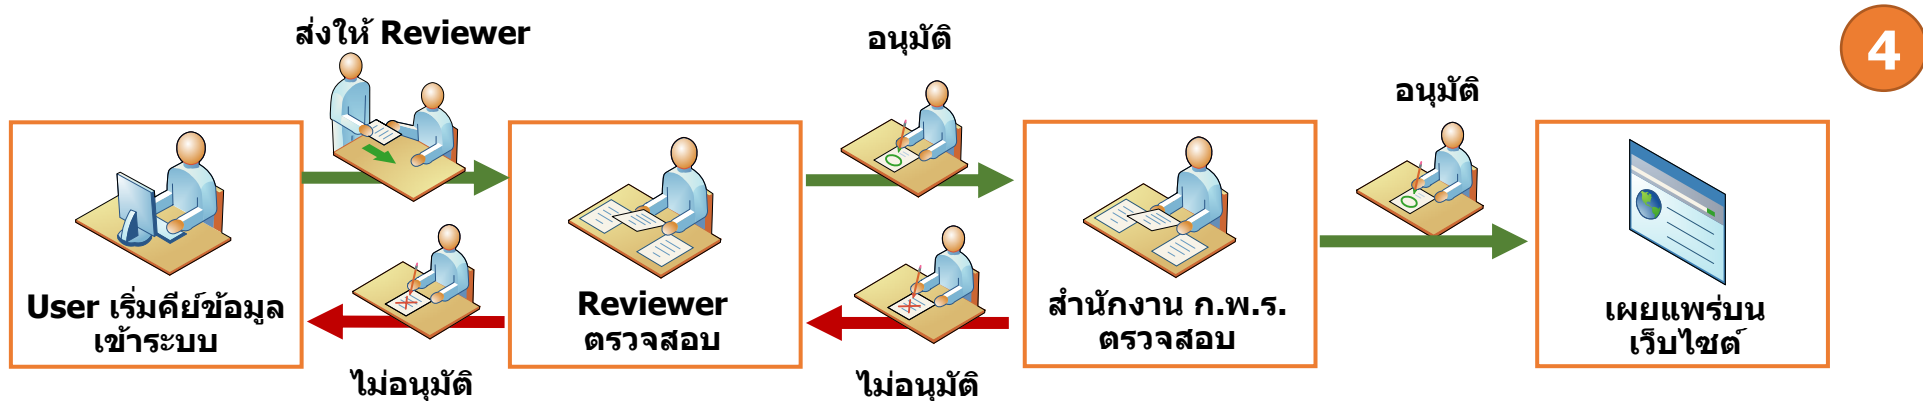 ส่งให้ Reviewer
อนุมัติ
4
อนุมัติ
User เริ่มคีย์ข้อมูล
เข้าระบบ
Reviewer
ตรวจสอบ
สำนักงาน ก.พ.ร.
ตรวจสอบ
เผยแพร่บน
เว็บไซต์
ไม่อนุมัติ
ไม่อนุมัติ